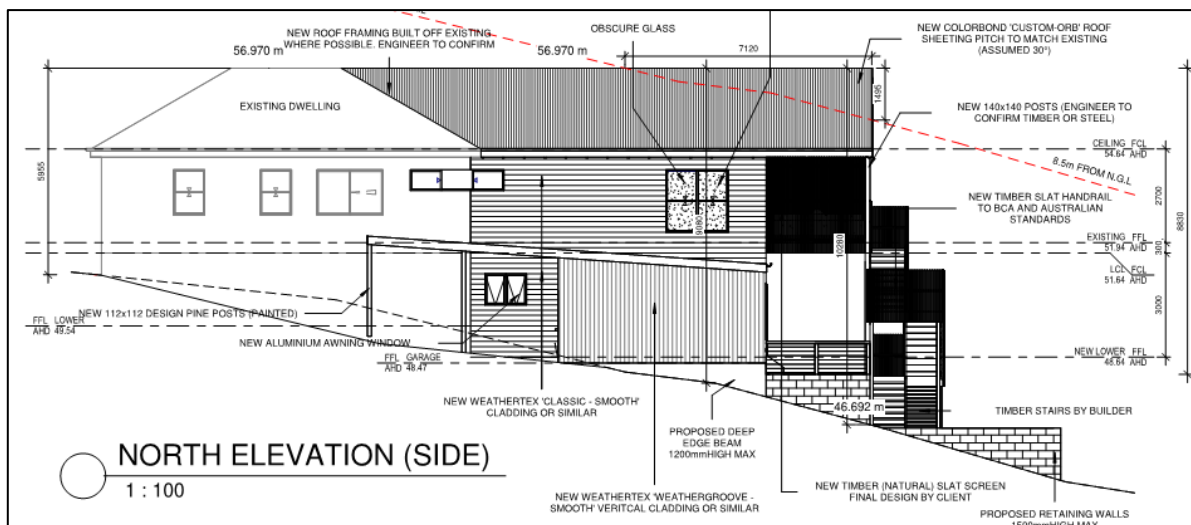 NEW ROOF FRAMING BUILT OFF EXISTING
WHERE POSSIBLE. ENGINEER TO CONFIRM
56.970 m
56.970 m
OBSCURE GLASS
7120
NEW COLORBOND 'CUSTOM-ORB' ROOF
SHEETING PITCH TO MATCH EXISTING
(ASSUMED 30°)
EXISTING DWELLING
1495
NEW 140x140 POSTS (ENGINEER TO
CONFIRM TIMBER OR STEEL)
CEILING FCL
54.64 AHD
8.5m FROM N.G.L
5955
2700
8830
NEW TIMBER SLAT HANDRAIL
TO BCA AND AUSTRALIAN
STANDARDS
9080
10280
EXISTING FFL
51.94 AHD
300
LCL FCL
51.64 AHD
3000
NEW 112x112 DESIGN PINE POSTS (PAINTED)
FFL LOWER
AHD 49.54
NEW ALUMINIUM AWNING WINDOW
FFL GARAGE
AHD 48.47
NEW LOWER FFL
48.64 AHD
NEW WEATHERTEX 'CLASSIC - SMOOTH'
CLADDING OR SIMILAR
46.692 m
TIMBER STAIRS BY BUILDER
PROPOSED DEEP
EDGE BEAM
1200mmHIGH MAX
NORTH ELEVATION (SIDE)
1 : 100
NEW WEATHERTEX 'WEATHERGROOVE -
SMOOTH' VERITCAL CLADDING OR SIMILAR
NEW TIMBER (NATURAL) SLAT SCREEN
FINAL DESIGN BY CLIENT
PROPOSED RETAINING WALLS
1500mmHIGH MAX